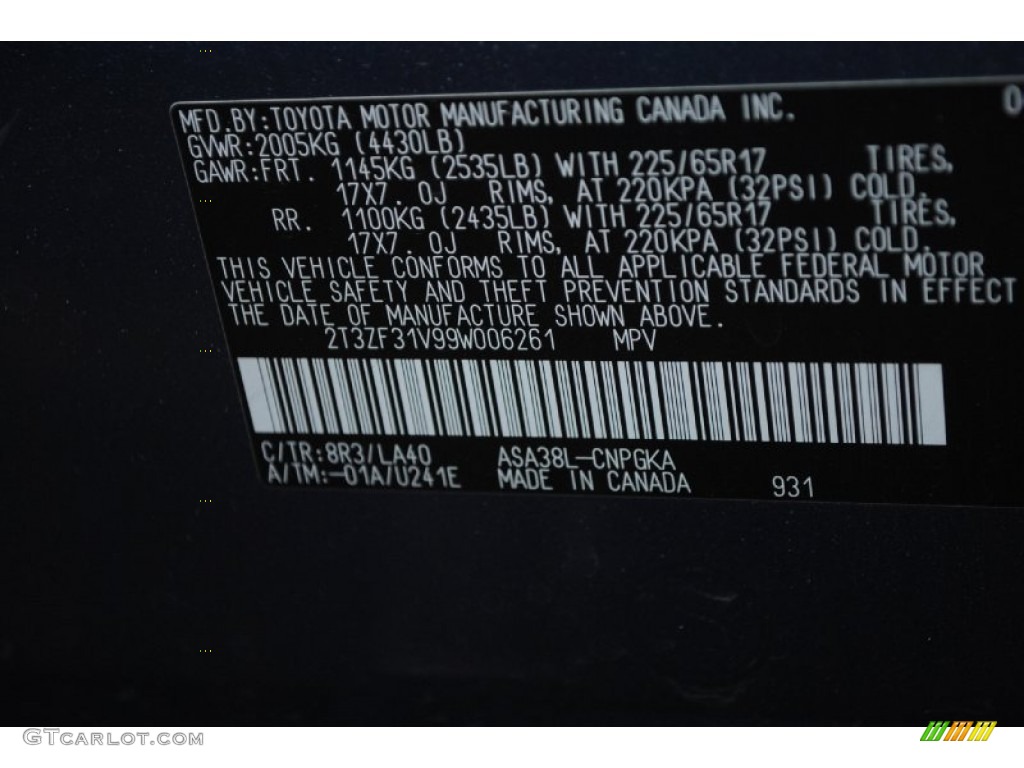 MFD.BY:TOYOTA MOTOR MANUFACTURING CANADA INC. 0
GVWR:2005KG (4430LB)
GAWR:FRT. 1145KG (2535LB) WITH 225/65R17 TIRES,
17X7.0J RIMS, AT 220KPA (32PSI) COLD.
RR. 1100KG (2435LB) WITH 225/65R17 TIRES,
17X7.0J RIMS, AT 220KPA (32PSI) COLD.
THIS VEHICLE CONFORMS TO ALL APPLICABLE FEDERAL MOTOR
VEHICLE SAFETY AND THEFT PREVENTION STANDARDS IN EFFECT
THE DATE OF MANUFACTURE SHOWN ABOVE.
2T3ZF31V99W006261 MPV
C/TR:8R3/LA40 ASA38L-CNPGKA
A/TM:-01A/U241E MADE IN CANADA 931
GTCARLOT.COM